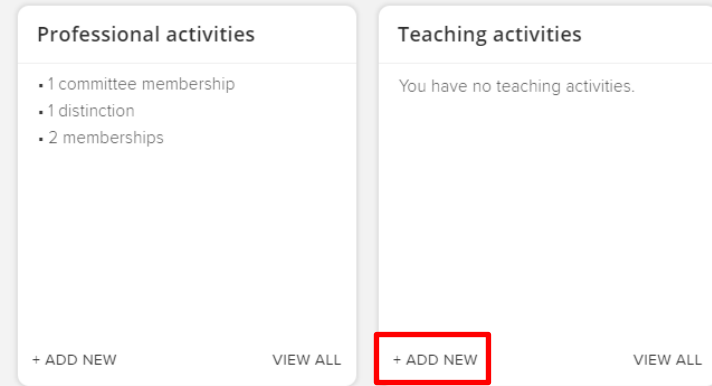 Professional activities
• 1 committee membership
• 1 distinction
• 2 memberships
+ ADD NEW VIEW ALL
Teaching activities
You have no teaching activities.
+ ADD NEW VIEW ALL